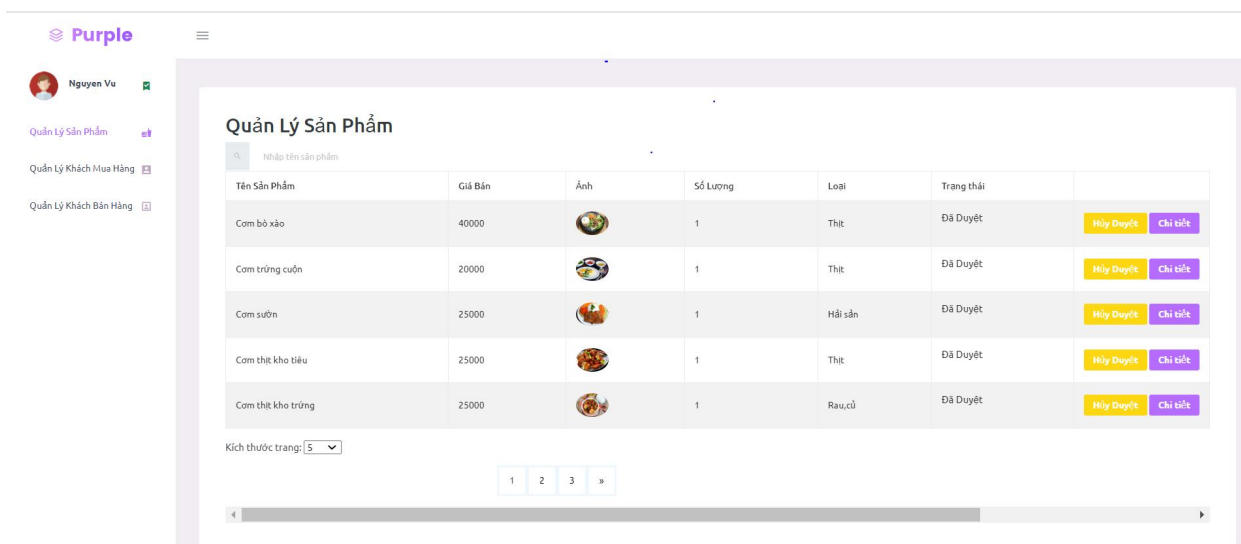 Purple
Nguyen Vu
Quản Lý Sản Phẩm
Quản Lý Khách Mua Hàng
Quản Lý Khách Bán Hàng
Quản Lý Sản Phẩm
Nhập tên sản phẩm
Tên Sản Phẩm Giá Bán Ảnh Số Lượng Loại Trạng thái
Cơm bò xào 40000 1 Thịt Đã Duyệt Hủy Duyệt Chi tiết
Cơm trứng cuộn 20000 1 Thịt Đã Duyệt Hủy Duyệt Chi tiết
Cơm sườn 25000 1 Hải sản Đã Duyệt Hủy Duyệt Chi tiết
Cơm thịt kho tiêu 25000 1 Thịt Đã Duyệt Hủy Duyệt Chi tiết
Cơm thịt kho trứng 25000 1 Rau,củ Đã Duyệt Hủy Duyệt Chi tiết
Kích thước trang: 5
1 2 3 »